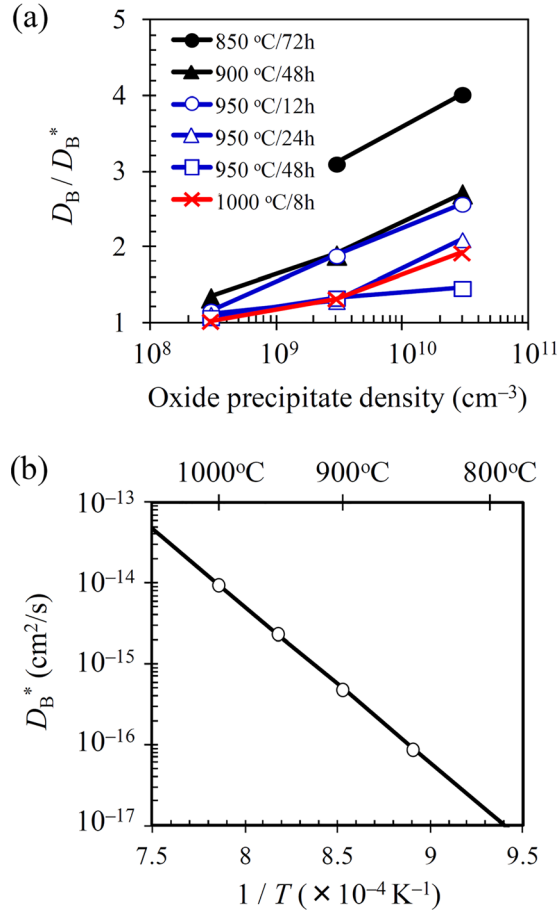 (a)
5
4
3
2
1
D_B / D_B^*
850 °C/72h
900 °C/48h
950 °C/12h
950 °C/24h
950 °C/48h
1000 °C/8h
10^8 10^9 10^10 10^11
Oxide precipitate density (cm^−3)
(b)
1000°C 900°C 800°C
10^−13
10^−14
10^−15
10^−16
10^−17
D_B^* (cm^2/s)
7.5 8 8.5 9 9.5
1 / T (×10^−4 K^−1)